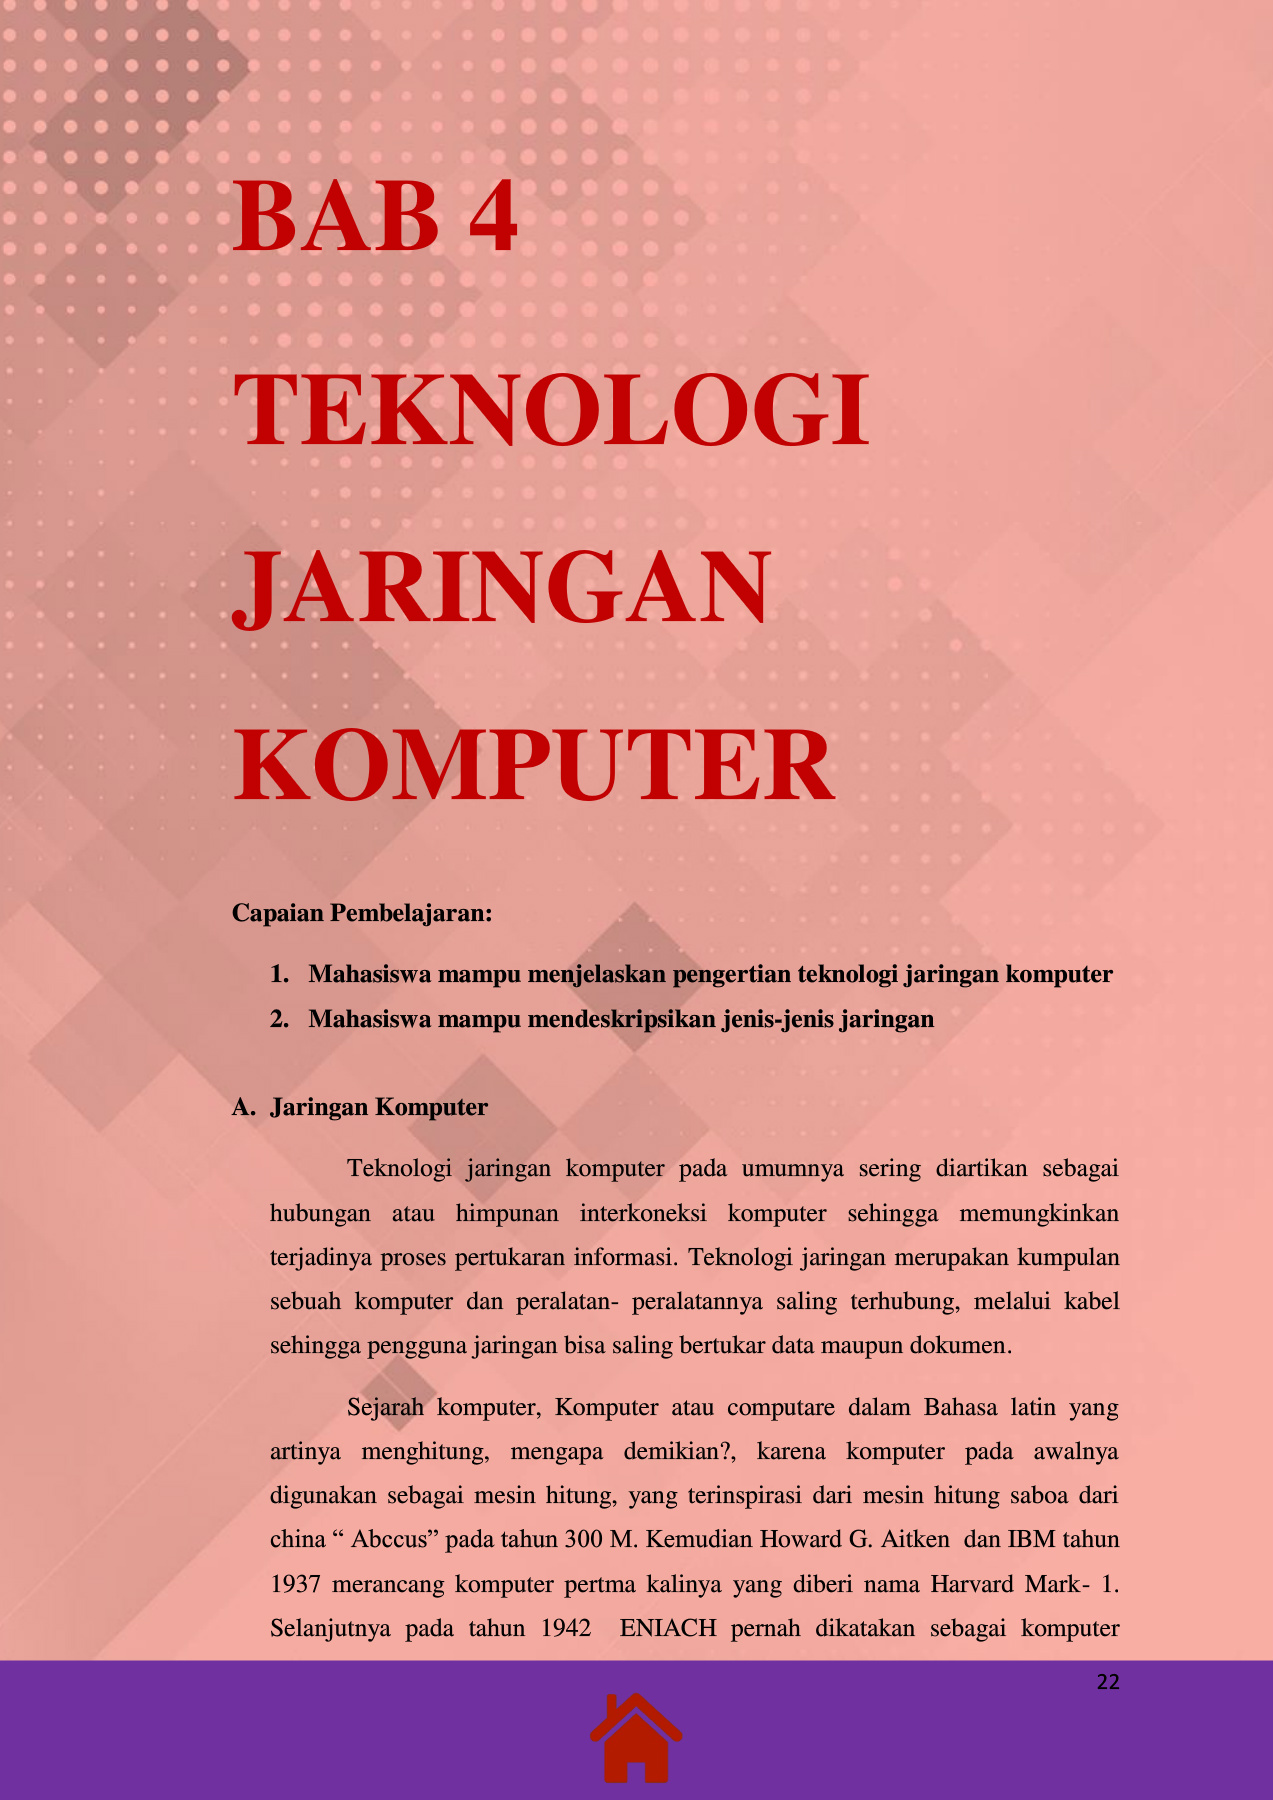 BAB 4
TEKNOLOGI
JARINGAN
KOMPUTER
Capaian Pembelajaran:
1. Mahasiswa mampu menjelaskan pengertian teknologi jaringan komputer
2. Mahasiswa mampu mendeskripsikan jenis-jenis jaringan
A. Jaringan Komputer
Teknologi jaringan komputer pada umumnya sering diartikan sebagai
hubungan atau himpunan interkoneksi komputer sehingga memungkinkan
terjadinya proses pertukaran informasi. Teknologi jaringan merupakan kumpulan
sebuah komputer dan peralatan- peralatannya saling terhubung, melalui kabel
sehingga pengguna jaringan bisa saling bertukar data maupun dokumen.
Sejarah komputer, Komputer atau computare dalam Bahasa latin yang
artinya menghitung, mengapa demikian?, karena komputer pada awalnya
digunakan sebagai mesin hitung, yang terinspirasi dari mesin hitung saboa dari
china “ Abccus” pada tahun 300 M. Kemudian Howard G. Aitken  dan IBM tahun
1937 merancang komputer pertma kalinya yang diberi nama Harvard Mark- 1.
Selanjutnya pada tahun 1942  ENIACH pernah dikatakan sebagai komputer
22